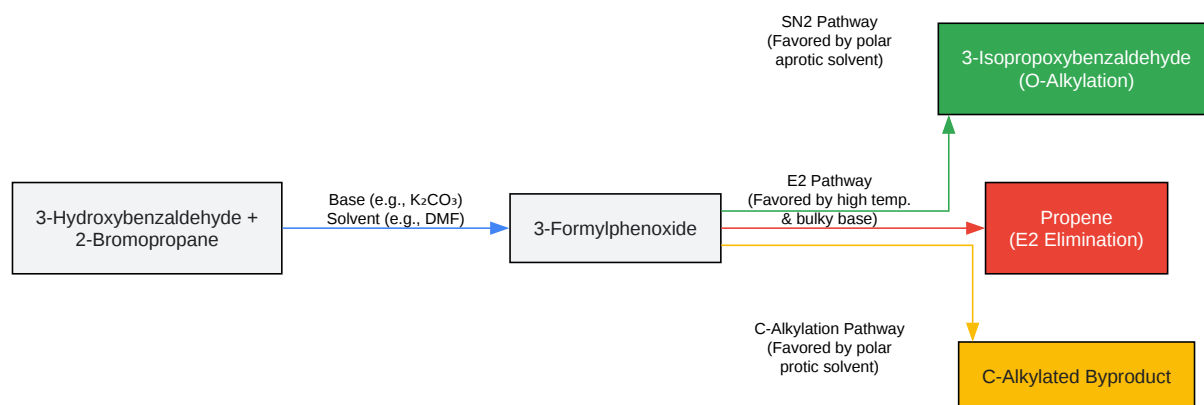 SN2 Pathway
(Favored by polar
aprotic solvent)
3-Isopropoxybenzaldehyde
(O-Alkylation)
3-Hydroxybenzaldehyde +
2-Bromopropane
Base (e.g., K₂CO₃)
Solvent (e.g., DMF)
3-Formylphenoxide
E2 Pathway
(Favored by high temp.
& bulky base)
Propene
(E2 Elimination)
C-Alkylation Pathway
(Favored by polar
protic solvent)
C-Alkylated Byproduct